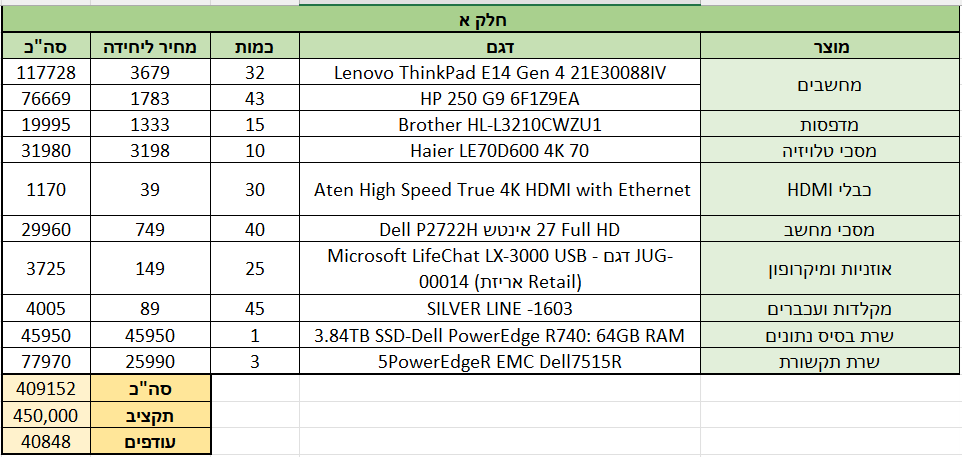 חלק א
מוצר דגם כמות מחיר ליחידה סה"כ
מחשבים Lenovo ThinkPad E14 Gen 4 21E30088IV 32 3679 117728
HP 250 G9 6F1Z9EA 43 1783 76669
מדפסות Brother HL-L3210CWZU1 15 1333 19995
מסכי טלויזיה Haier LE70D600 4K 70 10 3198 31980
כבלי HDMI Aten High Speed True 4K HDMI with Ethernet 30 39 1170
מסכי מחשב Dell P2722H אינטש 27 Full HD 40 749 29960
אוזניות ומיקרופון Microsoft LifeChat LX-3000 USB - דגם JUG-
00014 (אריזת Retail) 25 149 3725
מקלדות ועכברים SILVER LINE -1603 45 89 4005
שרת בסיס נתונים 3.84TB SSD-Dell PowerEdge R740: 64GB RAM 1 45950 45950
שרת תקשורת 5PowerEdgeR EMC Dell7515R 3 25990 77970
סה"כ 409152
תקציב 450,000
עודפים 40848